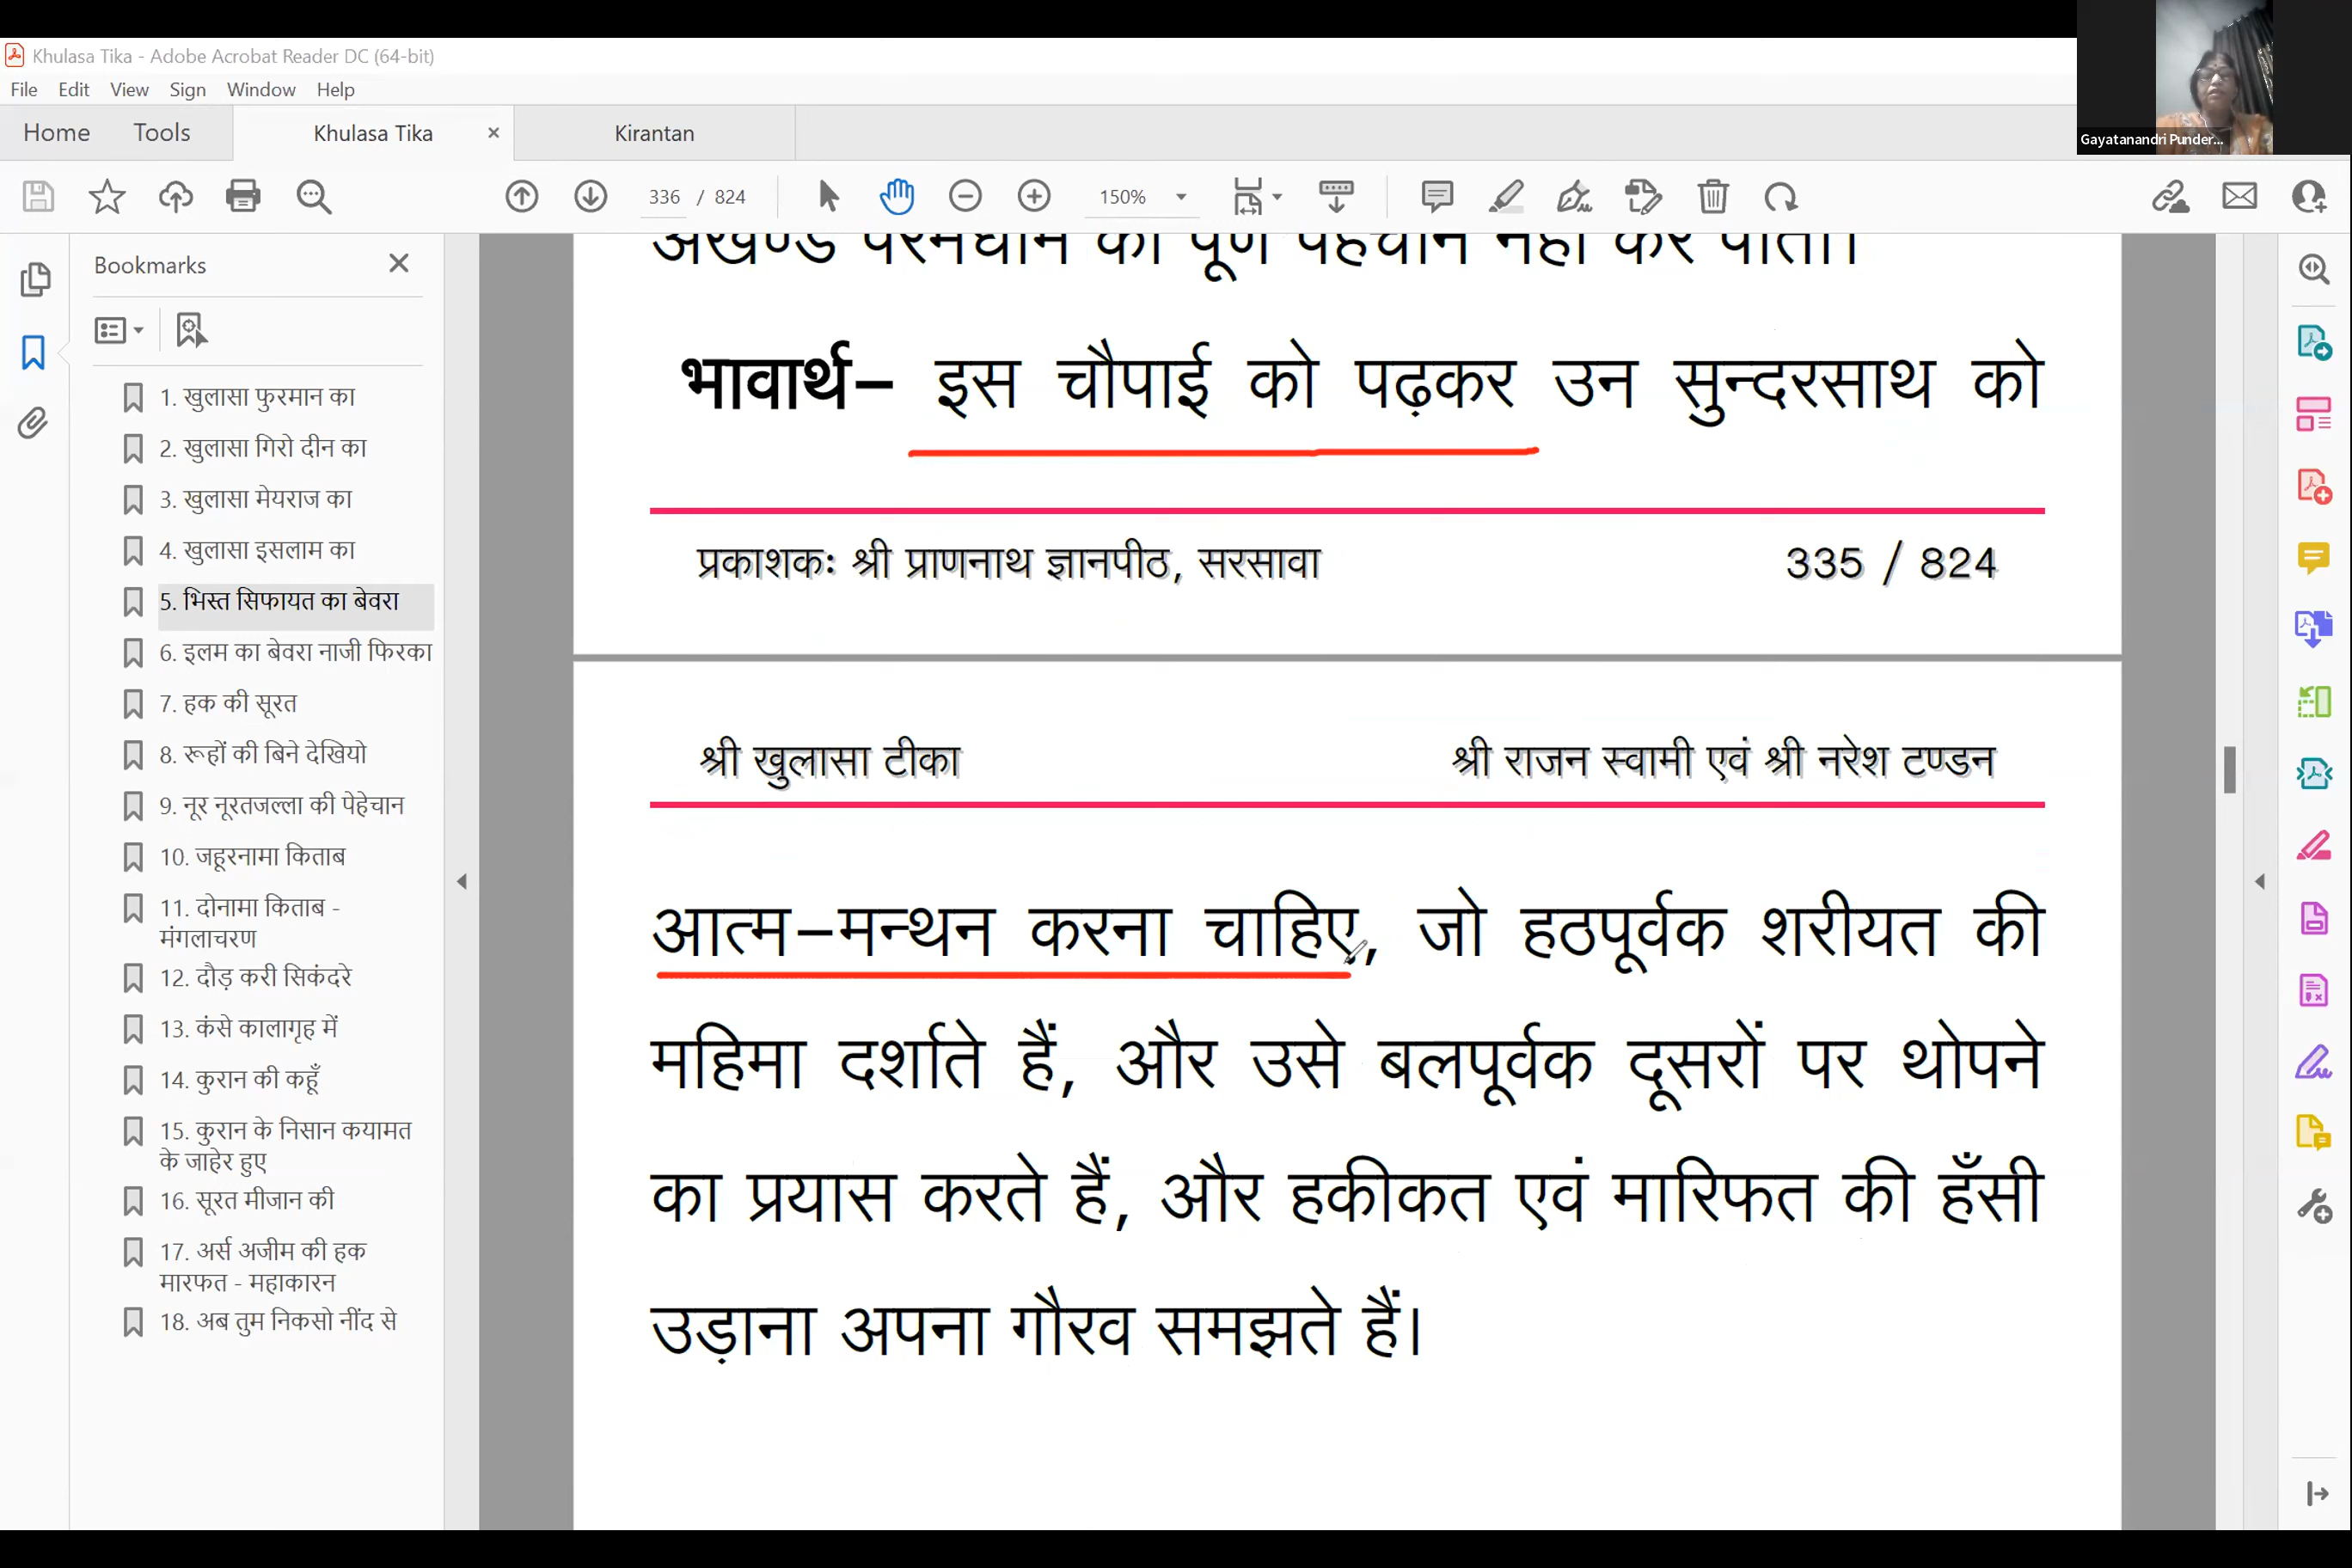 Khulasa Tika - Adobe Acrobat Reader DC (64-bit)
File Edit View Sign Window Help
Home Tools Khulasa Tika Kirantan
336 / 824 150%
Gayatanandri Punder...
Bookmarks
1. खुलासा फुरमान का
2. खुलासा गिरो दीन का
3. खुलासा मेयराज का
4. खुलासा इसलाम का
5. भिस्त सिफायत का बेवरा
6. इलम का बेवरा नाजी फिरका
7. हक की सूरत
8. रूहों की बिने देखियो
9. नूर नूरतजल्ला की पेहेचान
10. जहूरनामा किताब
11. दोनामा किताब -
मंगलाचरण
12. दौड़ करी सिकंदरे
13. कंसे कालागृह में
14. कुरान की कहूँ
15. कुरान के निसान कयामत
के जाहेर हुए
16. सूरत मीजान की
17. अर्स अजीम की हक
मारफत - महाकारन
18. अब तुम निकसो नींद से
अखण्ड परमधाम की पूर्ण पहचान नहीं कर पाता।
भावार्थ– इस चौपाई को पढ़कर उन सुन्दरसाथ को
प्रकाशकः श्री प्राणनाथ ज्ञानपीठ, सरसावा 335 / 824
श्री खुलासा टीका श्री राजन स्वामी एवं श्री नरेश टण्डन
आत्म–मन्थन करना चाहिए, जो हठपूर्वक शरीयत की
महिमा दर्शाते हैं, और उसे बलपूर्वक दूसरों पर थोपने
का प्रयास करते हैं, और हकीकत एवं मारिफत की हँसी
उड़ाना अपना गौरव समझते हैं।